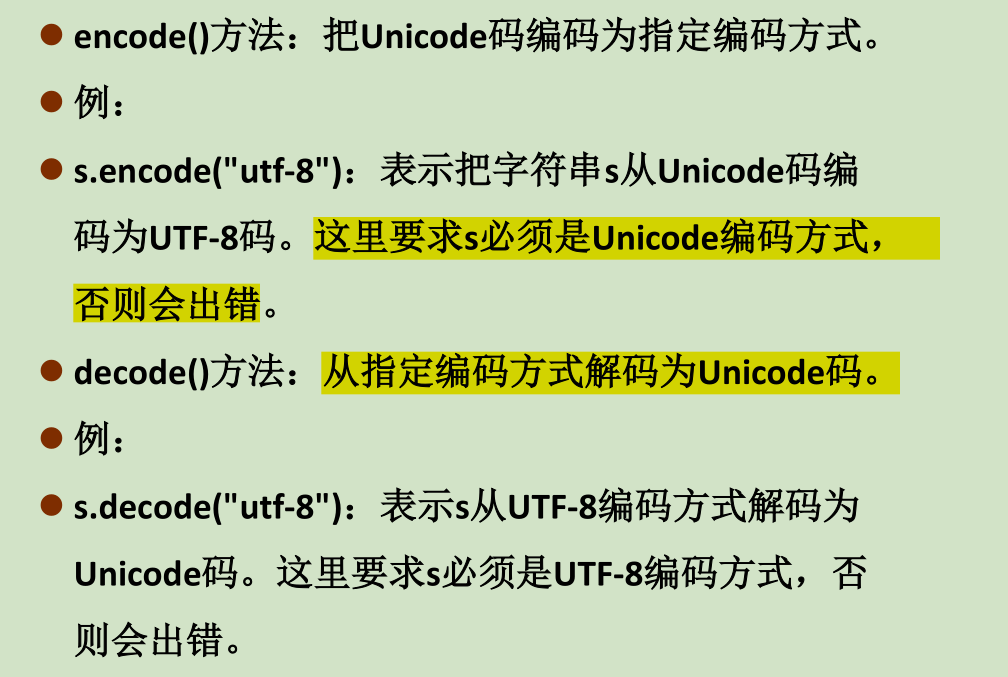 ● encode()方法：把Unicode码编码为指定编码方式。
● 例：
● s.encode("utf-8")：表示把字符串s从Unicode码编
码为UTF-8码。这里要求s必须是Unicode编码方式，
否则会出错。
● decode()方法：从指定编码方式解码为Unicode码。
● 例：
● s.decode("utf-8")：表示s从UTF-8编码方式解码为
Unicode码。这里要求s必须是UTF-8编码方式，否
则会出错。